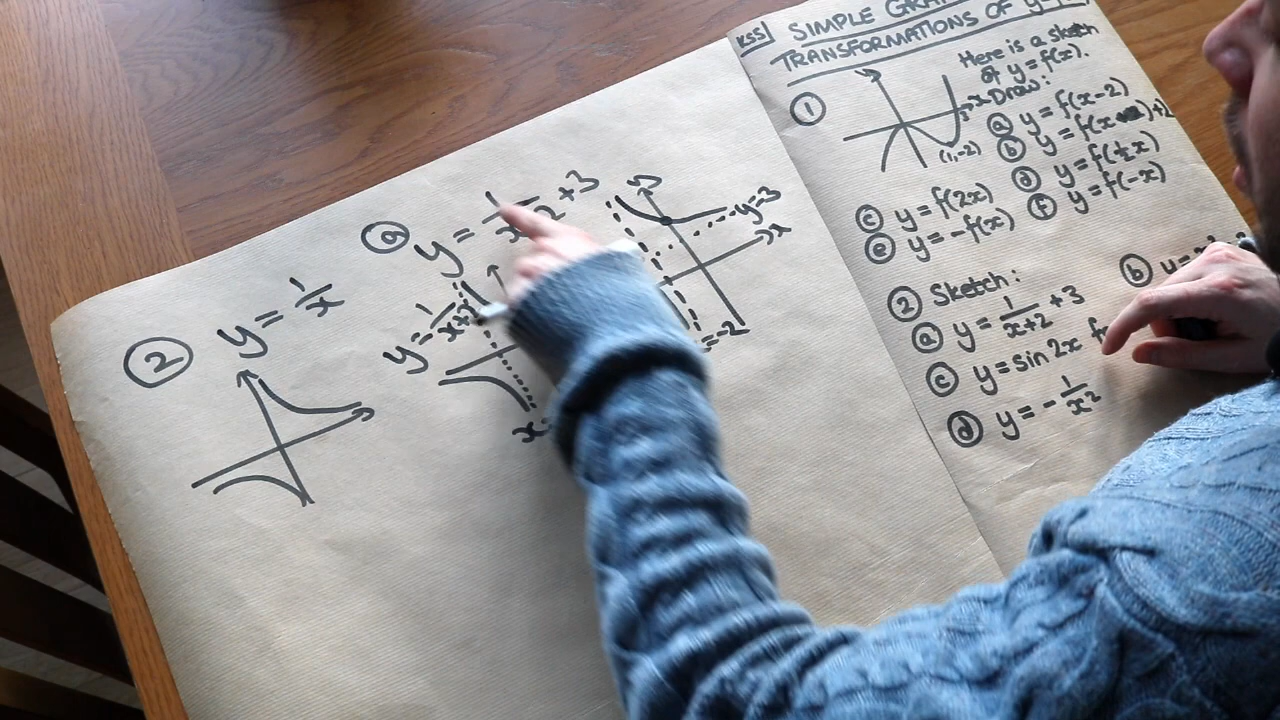 KS5
SIMPLE
TRANSFORMATIONS OF
Here is a sketch
of y = f(x).
Draw:
①
x
(1,-2)
ⓐ y = f(x-2)
ⓑ y = f(x )+2
ⓒ y = f(2x)
ⓓ y = f(½x)
ⓔ y = -f(x)
ⓕ y = f(-x)
② Sketch:
ⓐ y = 1/(x+2) + 3
ⓑ y =
ⓒ y = sin 2x
ⓓ y = - 1/x²
② y = 1/x
ⓐ y = +3
y = 1/x+2
y
y=3
x
=-2